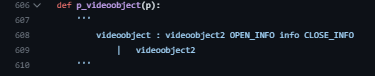 606 def p_videoobject(p):
607 '''
608 videoobject : videoobject2 OPEN_INFO info CLOSE_INFO
609 | videoobject2
610 '''